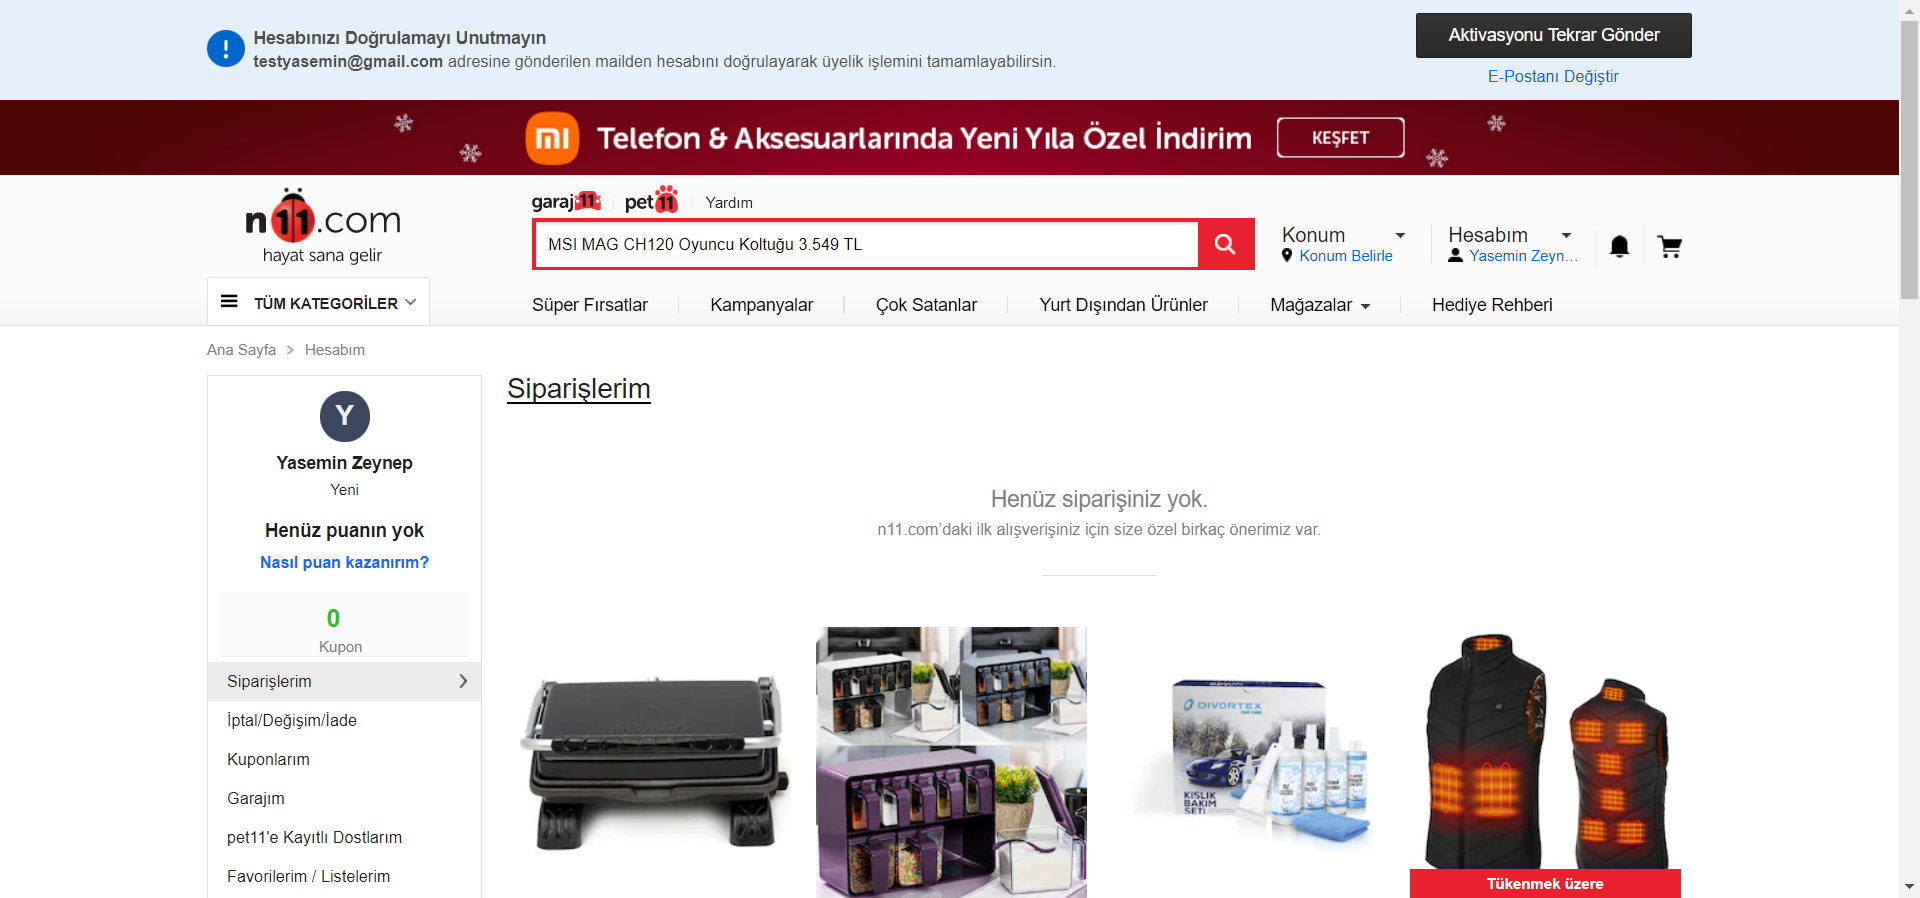 Hesabınızı Doğrulamayı Unutmayın
testyasemin@gmail.com adresine gönderilen mailden hesabını doğrulayarak üyelik işlemini tamamlayabilirsin.
Aktivasyonu Tekrar Gönder
E-Postanı Değiştir
mı Telefon & Aksesuarlarında Yeni Yıla Özel İndirim KEŞFET
n11.com
hayat sana gelir
garaj11 pet11 Yardım
MSI MAG CH120 Oyuncu Koltuğu 3.549 TL
Konum
Konum Belirle
Hesabım
Yasemin Zeyn...
TÜM KATEGORİLER
Süper Fırsatlar Kampanyalar Çok Satanlar Yurt Dışından Ürünler Mağazalar Hediye Rehberi
Ana Sayfa > Hesabım
Y
Yasemin Zeynep
Yeni
Henüz puanın yok
Nasıl puan kazanırım?
0
Kupon
Siparişlerim
İptal/Değişim/İade
Kuponlarım
Garajım
pet11'e Kayıtlı Dostlarım
Favorilerim / Listelerim
Siparişlerim
Henüz siparişiniz yok.
n11.com’daki ilk alışverişiniz için size özel birkaç önerimiz var.
DIVORTEX
CAR CARE
KIŞLIK
BAKIM
SETİ
Tükenmek üzere